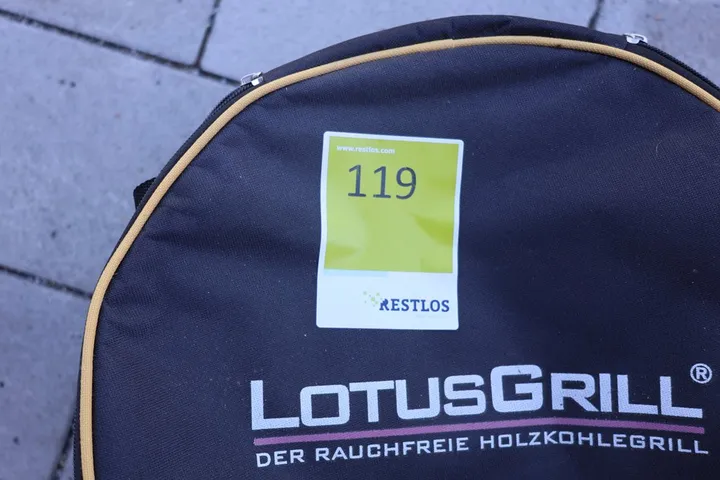 www.restlos.com
119
RESTLOS
LOTUSGRILL®
DER RAUCHFREIE HOLZKOHLEGRILL